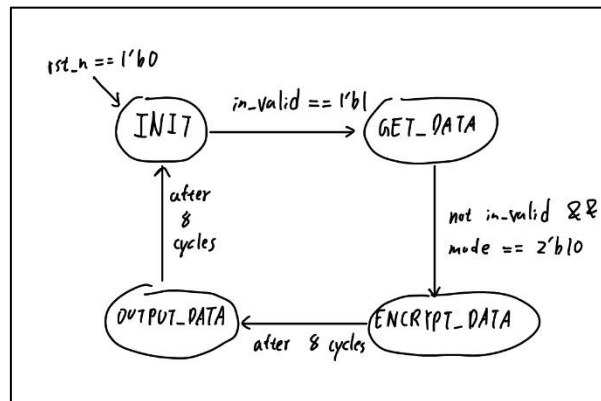 rst_n == 1'b0
INIT
in_valid == 1'b1
GET_DATA
after
8
cycles
not in_valid &&
mode == 2'b10
OUTPUT_DATA
after 8 cycles
ENCRYPT_DATA